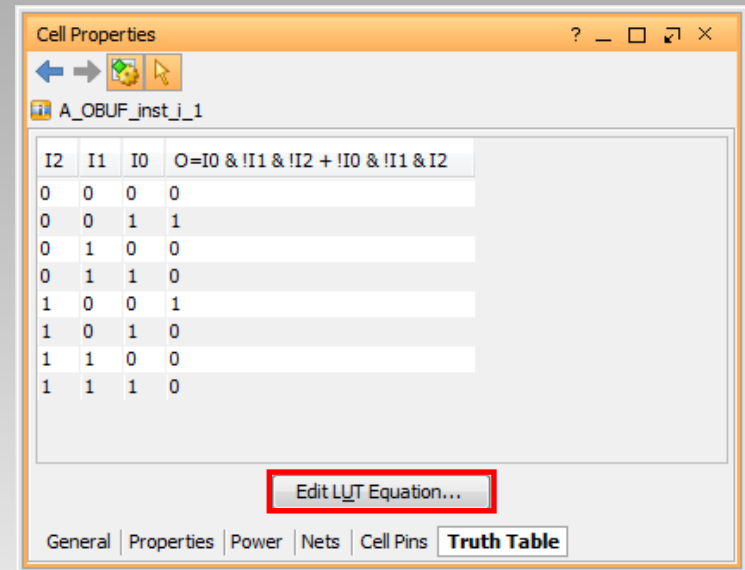 Cell Properties ?
A_OBUF_inst_i_1
I2 I1 I0 O=I0 & !I1 & !I2 + !I0 & !I1 & I2
0 0 0 0
0 0 1 1
0 1 0 0
0 1 1 0
1 0 0 1
1 0 1 0
1 1 0 0
1 1 1 0
Edit LUT Equation...
General Properties Power Nets Cell Pins Truth Table